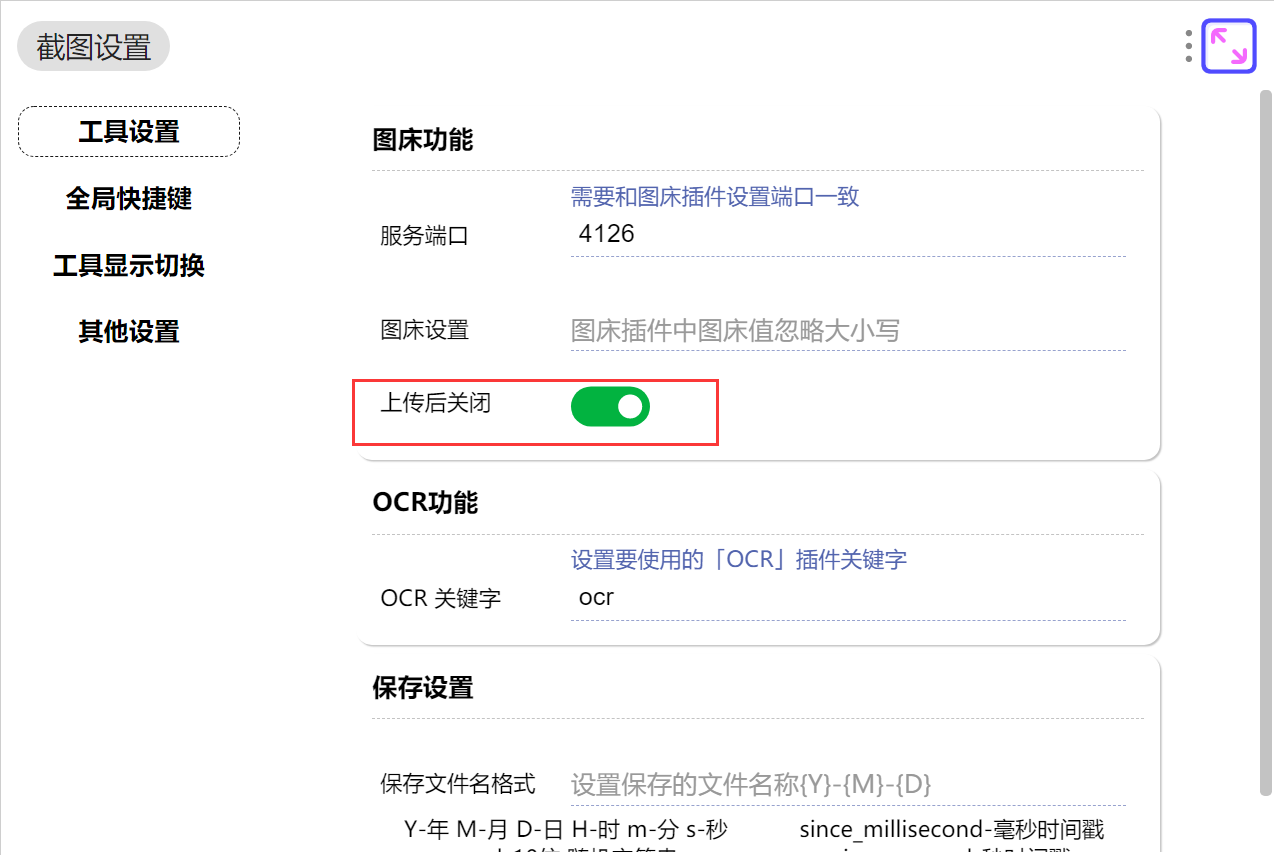 截图设置
工具设置
全局快捷键
工具显示切换
其他设置
图床功能
需要和图床插件设置端口一致
服务端口 4126
图床设置 图床插件中图床值忽略大小写
上传后关闭
OCR功能
设置要使用的「OCR」插件关键字
OCR 关键字 ocr
保存设置
保存文件名格式 设置保存的文件名称{Y}-{M}-{D}
Y-年 M-月 D-日 H-时 m-分 s-秒 since_millisecond-毫秒时间戳